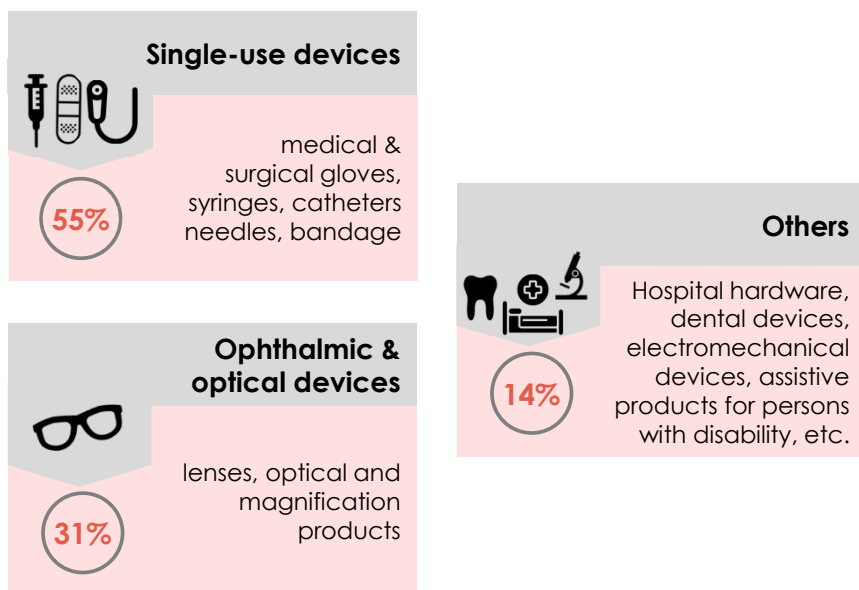 Single-use devices
medical &
surgical gloves,
syringes, catheters
needles, bandage
55%
Ophthalmic &
optical devices
lenses, optical and
magnification
products
31%
Others
Hospital hardware,
dental devices,
electromechanical
devices, assistive
products for persons
with disability, etc.
14%